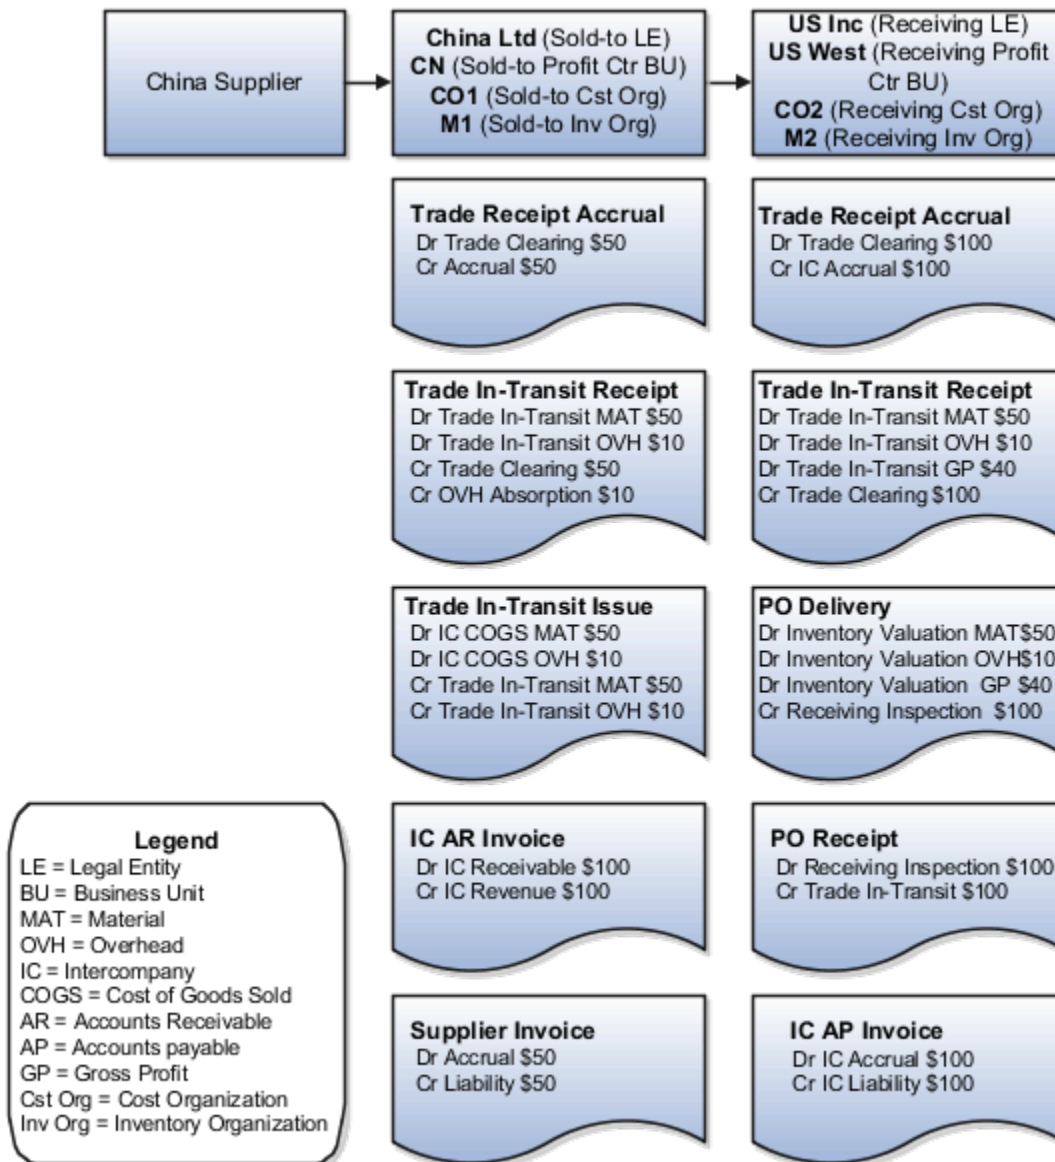 China Supplier
China Ltd (Sold-to LE)
CN (Sold-to Profit Ctr BU)
CO1 (Sold-to Cst Org)
M1 (Sold-to Inv Org)
US Inc (Receiving LE)
US West (Receiving Profit
Ctr BU)
CO2 (Receiving Cst Org)
M2 (Receiving Inv Org)
Trade Receipt Accrual
Dr Trade Clearing $50
Cr Accrual $50
Trade Receipt Accrual
Dr Trade Clearing $100
Cr IC Accrual $100
Trade In-Transit Receipt
Dr Trade In-Transit MAT $50
Dr Trade In-Transit OVH $10
Cr Trade Clearing $50
Cr OVH Absorption $10
Trade In-Transit Receipt
Dr Trade In-Transit MAT $50
Dr Trade In-Transit OVH $10
Dr Trade In-Transit GP $40
Cr Trade Clearing $100
Trade In-Transit Issue
Dr IC COGS MAT $50
Dr IC COGS OVH $10
Cr Trade In-Transit MAT $50
Cr Trade In-Transit OVH $10
PO Delivery
Dr Inventory Valuation MAT$50
Dr Inventory Valuation OVH$10
Dr Inventory Valuation GP $40
Cr Receiving Inspection $100
Legend
LE = Legal Entity
BU = Business Unit
MAT = Material
OVH = Overhead
IC = Intercompany
COGS = Cost of Goods Sold
AR = Accounts Receivable
AP = Accounts payable
GP = Gross Profit
Cst Org = Cost Organization
Inv Org = Inventory Organization
IC AR Invoice
Dr IC Receivable $100
Cr IC Revenue $100
PO Receipt
Dr Receiving Inspection $100
Cr Trade In-Transit $100
Supplier Invoice
Dr Accrual $50
Cr Liability $50
IC AP Invoice
Dr IC Accrual $100
Cr IC Liability $100